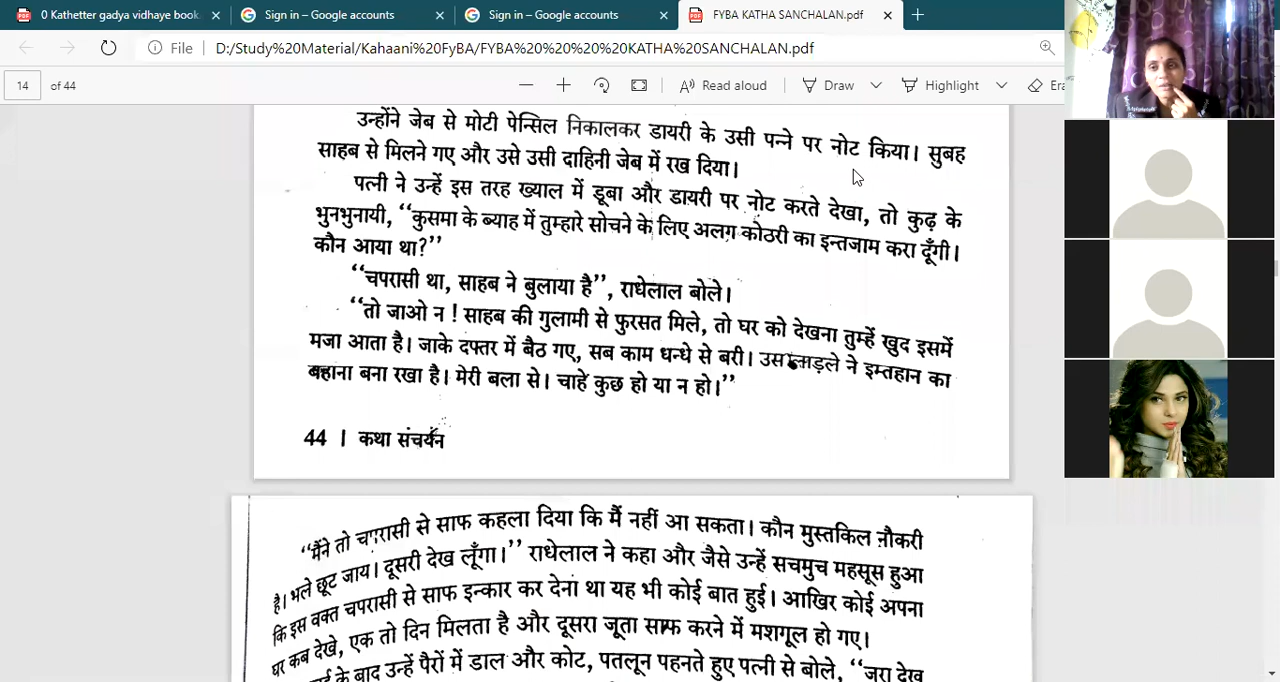 0 Kathetter gadya vidhaye book.
Sign in – Google accounts
Sign in – Google accounts
FYBA KATHA SANCHALAN.pdf
File
D:/Study%20Material/Kahaani%20FyBA/FYBA%20%20%20%20KATHA%20SANCHALAN.pdf
14 of 44
Read aloud
Draw
Highlight
Era
उन्होंने जेब से मोटी पेन्सिल निकालकर डायरी के उसी पन्ने पर नोट किया। सुबह
साहब से मिलने गए और उसे उसी दाहिनी जेब में रख दिया।
पत्नी ने उन्हें इस तरह ख्याल में डूबा और डायरी पर नोट करते देखा, तो कुढ़ के
भुनभुनायी, “कुसमा के ब्याह में तुम्हारे सोचने के लिए अलग कोठरी का इन्तजाम करा दूँगी।
कौन आया था?”
“चपरासी था, साहब ने बुलाया है”, राधेलाल बोले।
“तो जाओ न ! साहब की गुलामी से फुरसत मिले, तो घर को देखना तुम्हें खुद इसमें
मजा आता है। जाके दफ्तर में बैठ गए, सब काम धन्धे से बरी। उस लाड़ले ने इम्तहान का
बहाना बना रखा है। मेरी बला से। चाहे कुछ हो या न हो।”
44 । कथा संचयन
“मैंने तो चपरासी से साफ कहला दिया कि मैं नहीं आ सकता। कौन मुस्तकिल नौकरी
है। भले छूट जाय। दूसरी देख लूँगा।” राधेलाल ने कहा और जैसे उन्हें सचमुच महसूस हुआ
कि इस वक्त चपरासी से साफ इन्कार कर देना था यह भी कोई बात हुई। आखिर कोई अपना
घर कब देखे, एक तो दिन मिलता है और दूसरा जूता साफ करने में मशगूल हो गए।
के बाद उन्हें पैरों में डाल और कोट, पतलून पहनते हुए पत्नी से बोले, “जरा देख